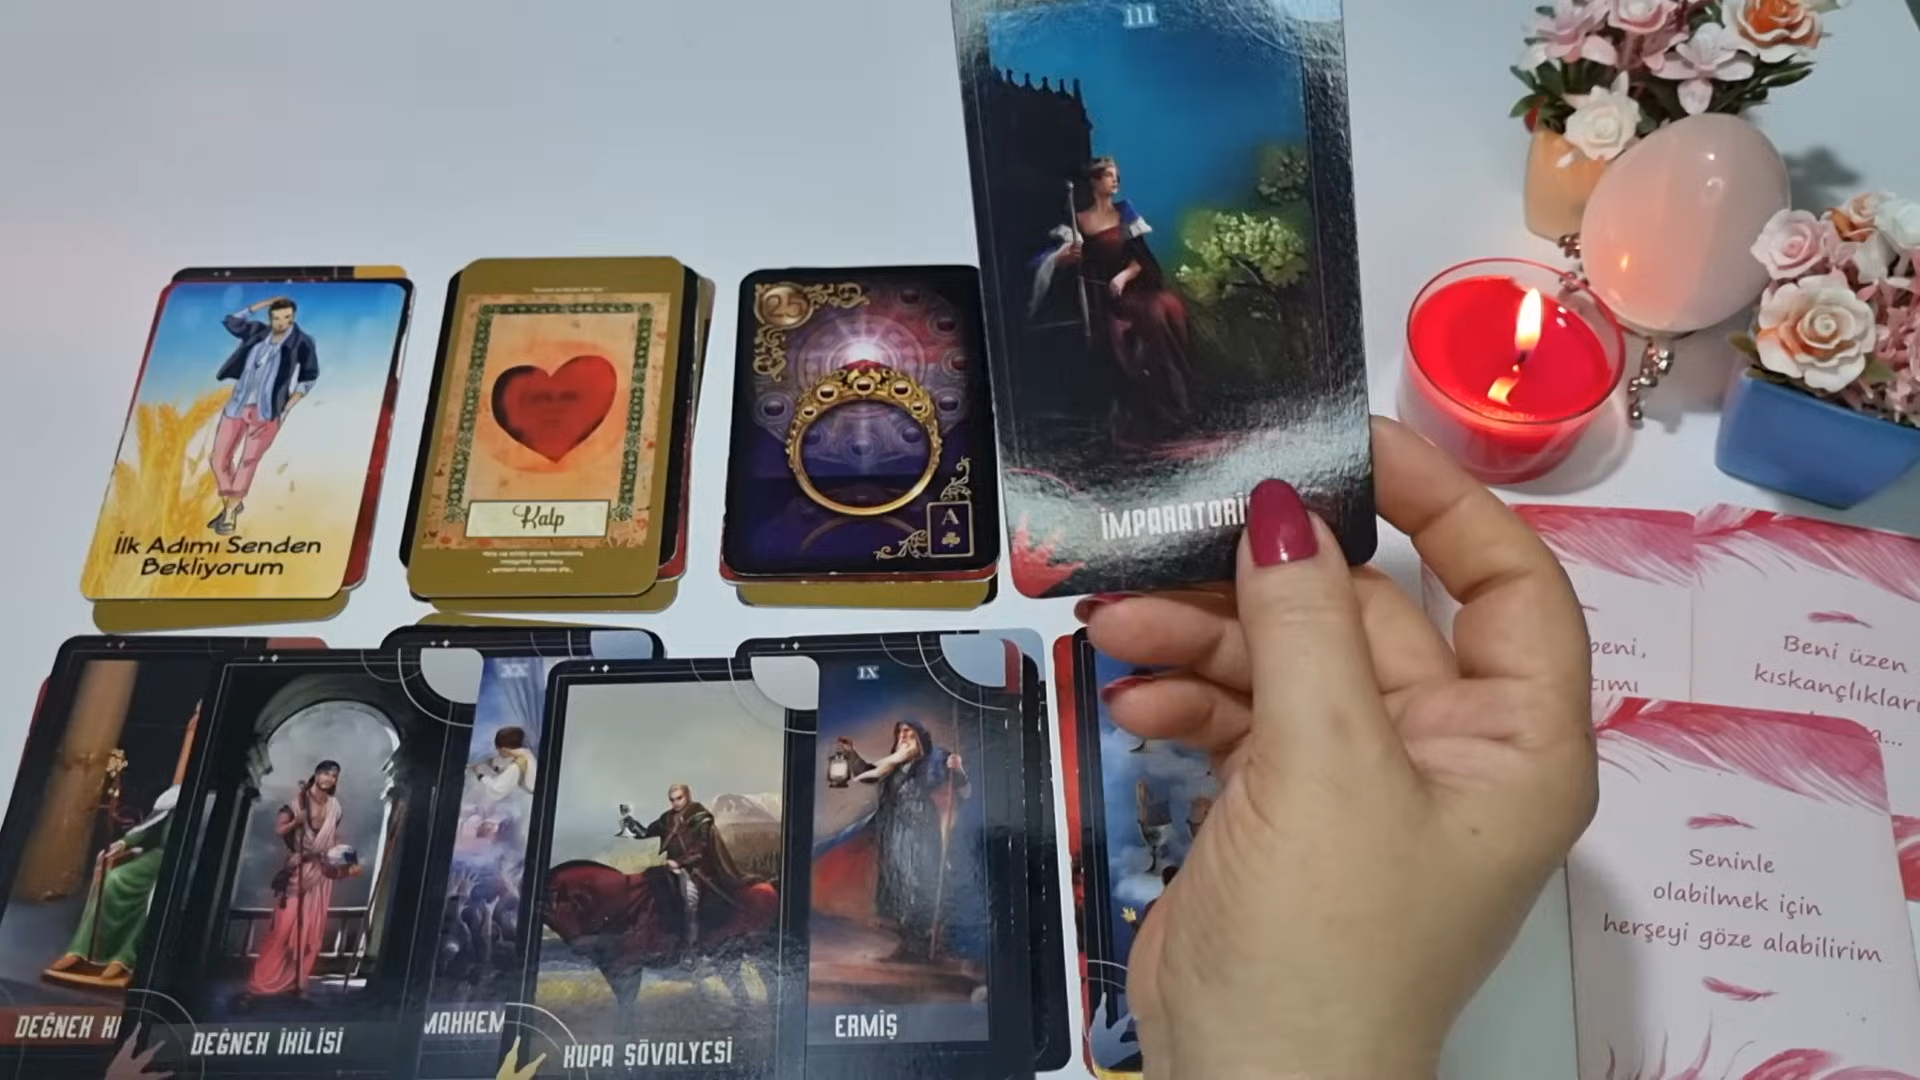 III
25
İlk Adımı Senden
Bekliyorum
Kalp
A
İMPARATORİ
XX
IX
DEĞNEK
DEĞNEK İKİLİSİ
MAHKEM
KUPA ŞÖVALYESİ
ERMİŞ
Beni üzen
kıskançlıkları
Seninle
olabilmek için
herşeyi göze alabilirim